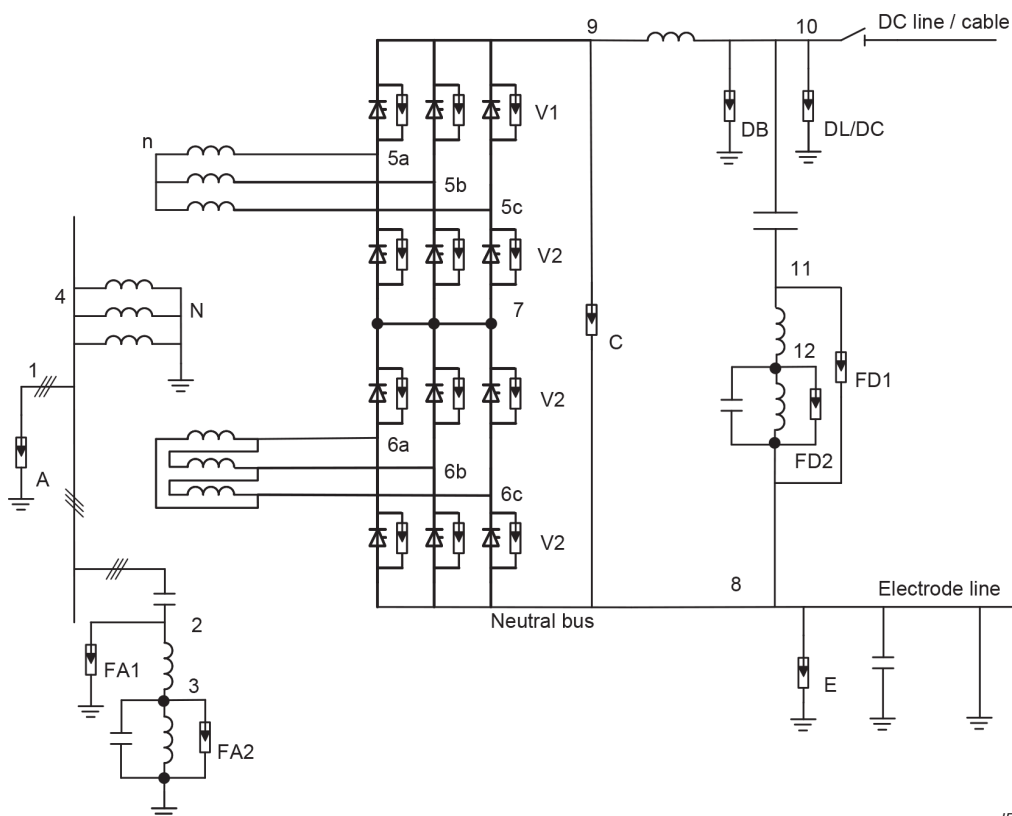 9
10
DC line / cable
V1
DB
DL/DC
n
5a
5b
5c
V2
11
4
N
7
C
12
FD1
1
V2
FD2
A
6a
6b
6c
V2
8
Electrode line
Neutral bus
2
FA1
E
3
FA2